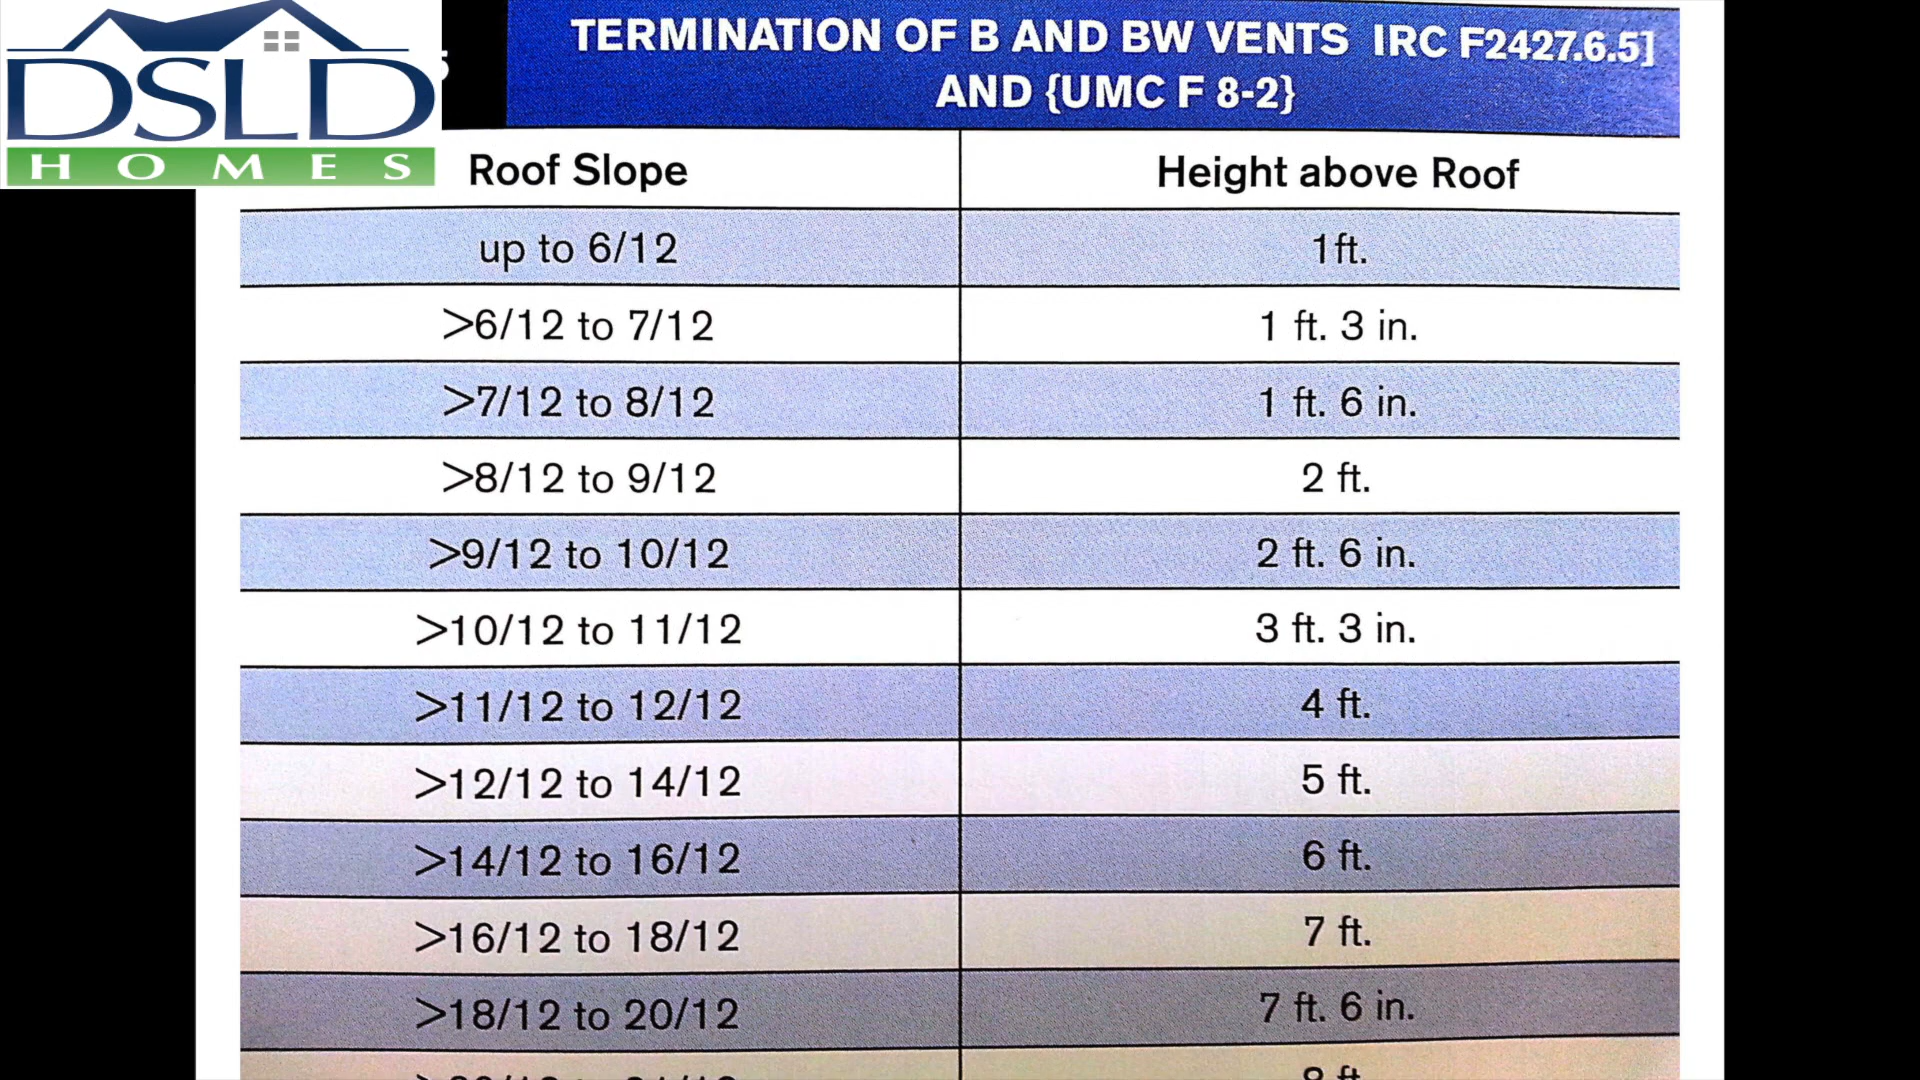 DSLD
HOMES
TERMINATION OF B AND BW VENTS IRC F2427.6.5]
AND {UMC F 8-2}
Roof Slope Height above Roof
up to 6/12 1ft.
>6/12 to 7/12 1 ft. 3 in.
>7/12 to 8/12 1 ft. 6 in.
>8/12 to 9/12 2 ft.
>9/12 to 10/12 2 ft. 6 in.
>10/12 to 11/12 3 ft. 3 in.
>11/12 to 12/12 4 ft.
>12/12 to 14/12 5 ft.
>14/12 to 16/12 6 ft.
>16/12 to 18/12 7 ft.
>18/12 to 20/12 7 ft. 6 in.